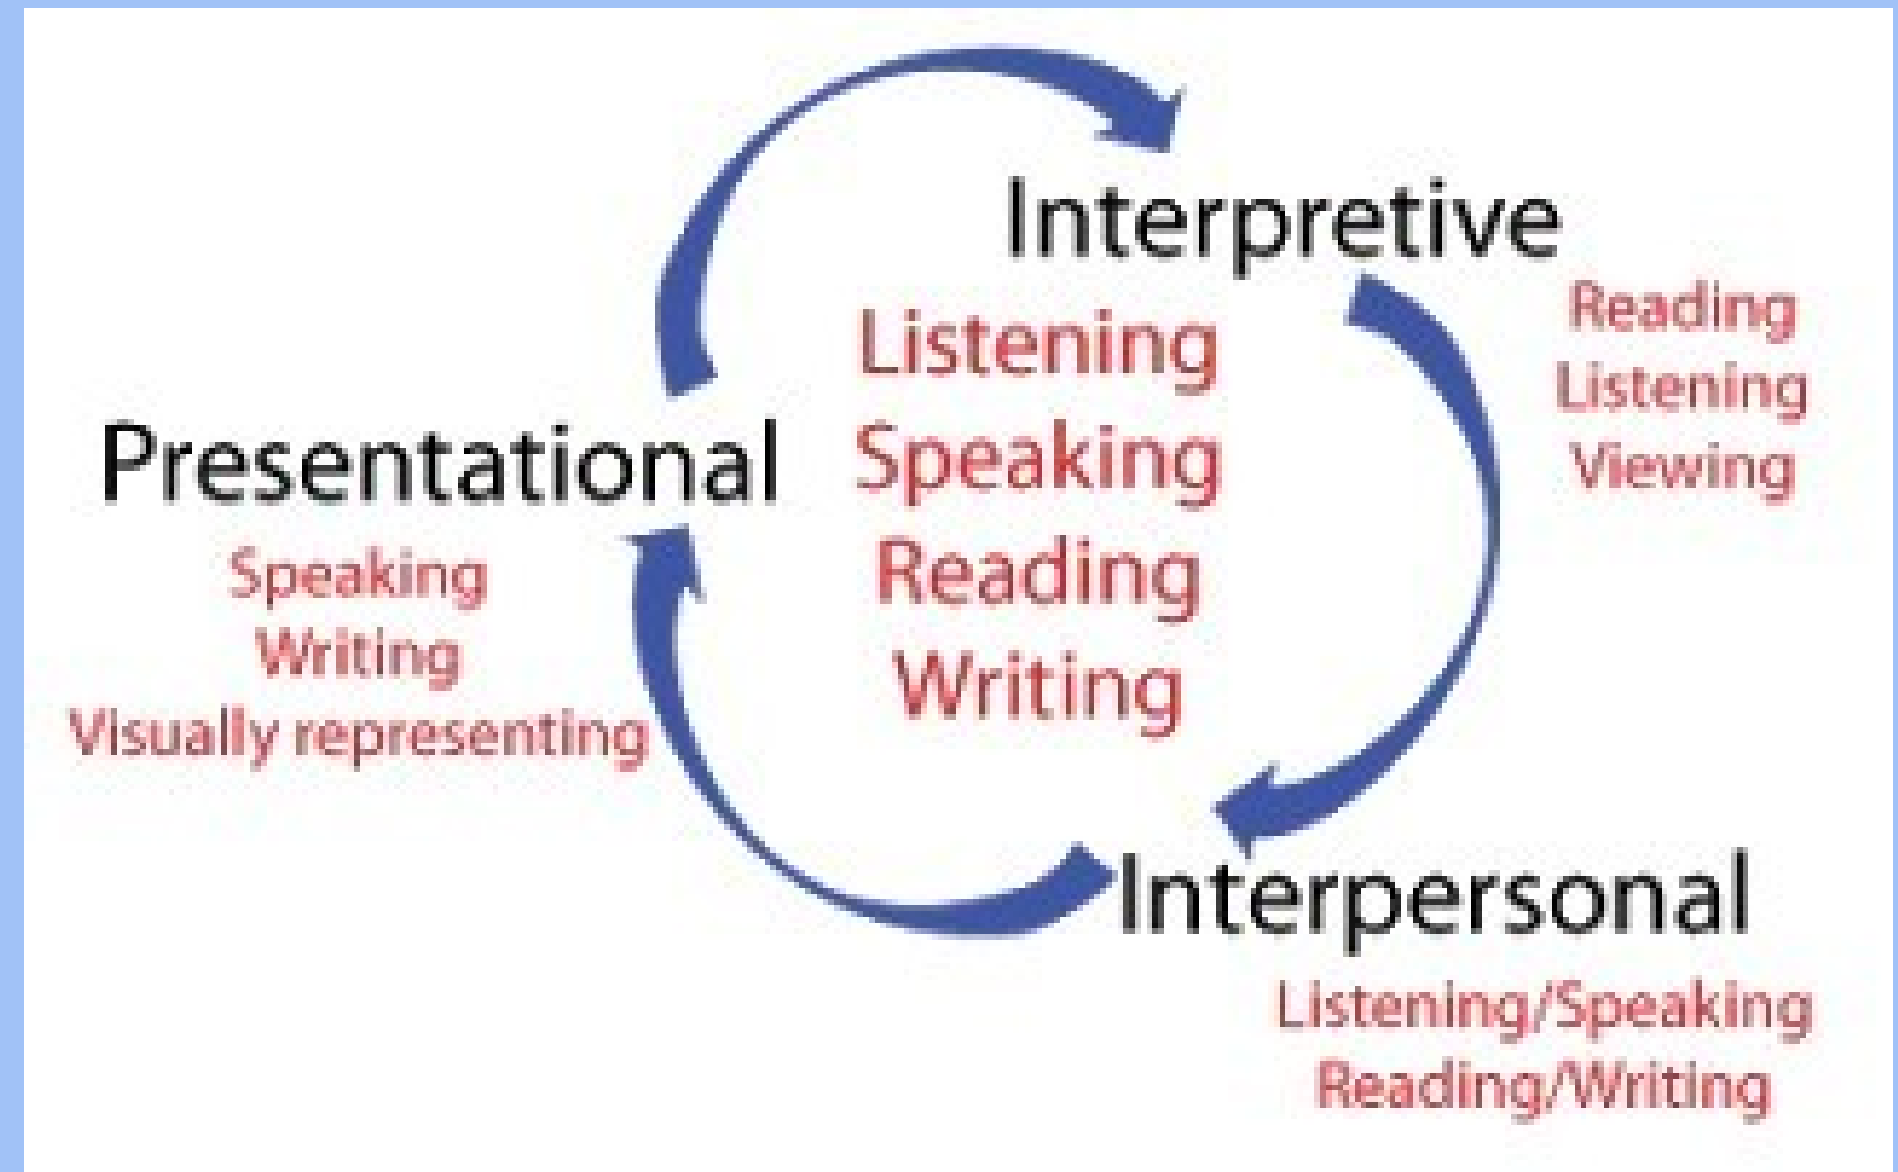 Interpretive
Reading
Listening
Viewing
Listening
Speaking
Reading
Writing
Presentational
Speaking
Writing
Visually representing
Interpersonal
Listening/Speaking
Reading/Writing